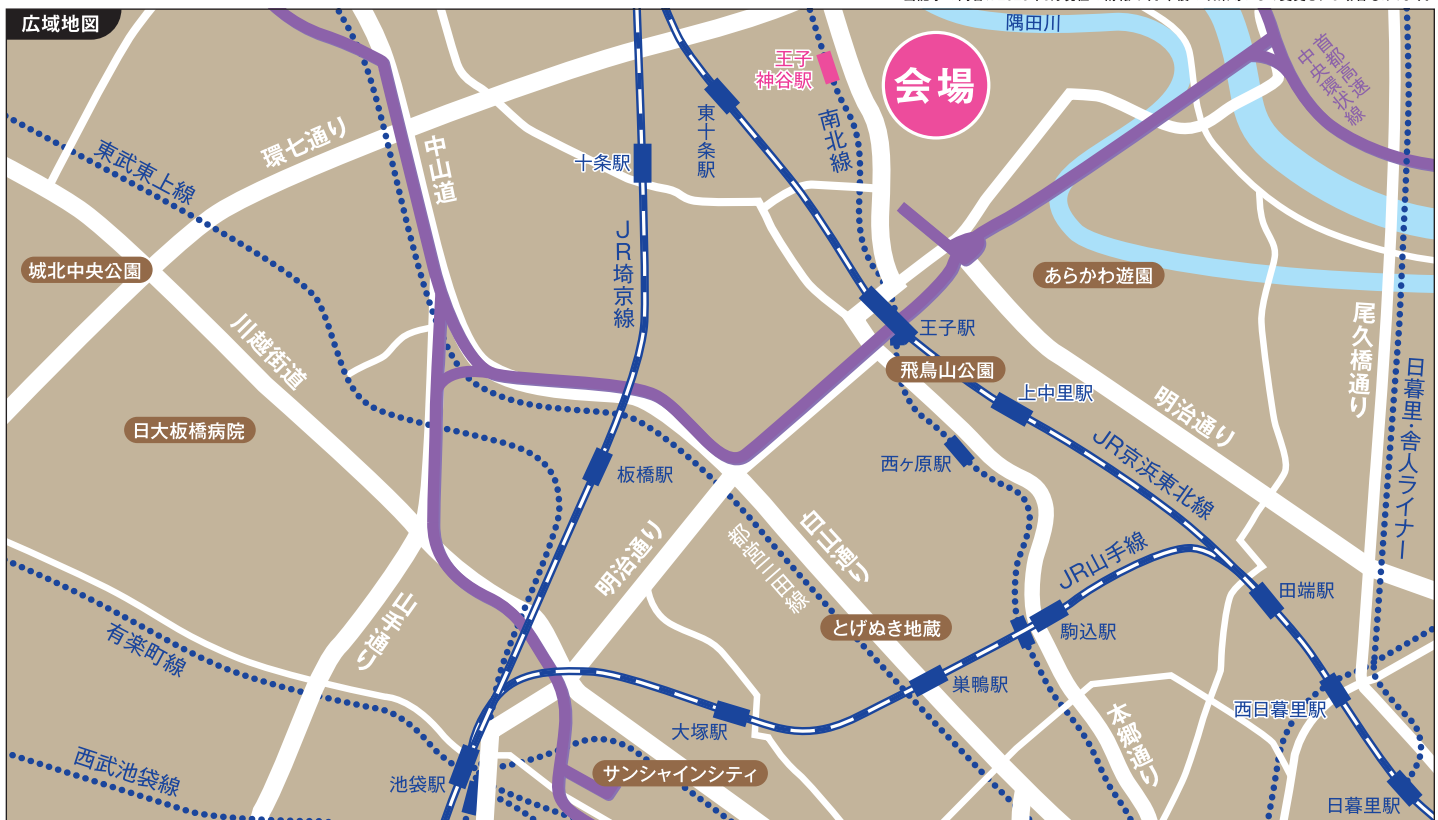 広域地図
隅田川
王子
神谷駅
会場
首都高速
中央環状線
東武東上線
環七通り
中山道
十条駅
東十条駅
南北線
JR埼京線
城北中央公園
あらかわ遊園
川越街道
王子駅
尾久橋通り
飛鳥山公園
日暮里・舎人ライナー
上中里駅
明治通り
日大板橋病院
JR京浜東北線
西ヶ原駅
板橋駅
白山通り
明治通り
都営三田線
JR山手線
山手通り
田端駅
とげぬき地蔵
駒込駅
有楽町線
巣鴨駅
西日暮里駅
本郷通り
大塚駅
西武池袋線
サンシャインシティ
池袋駅
日暮里駅